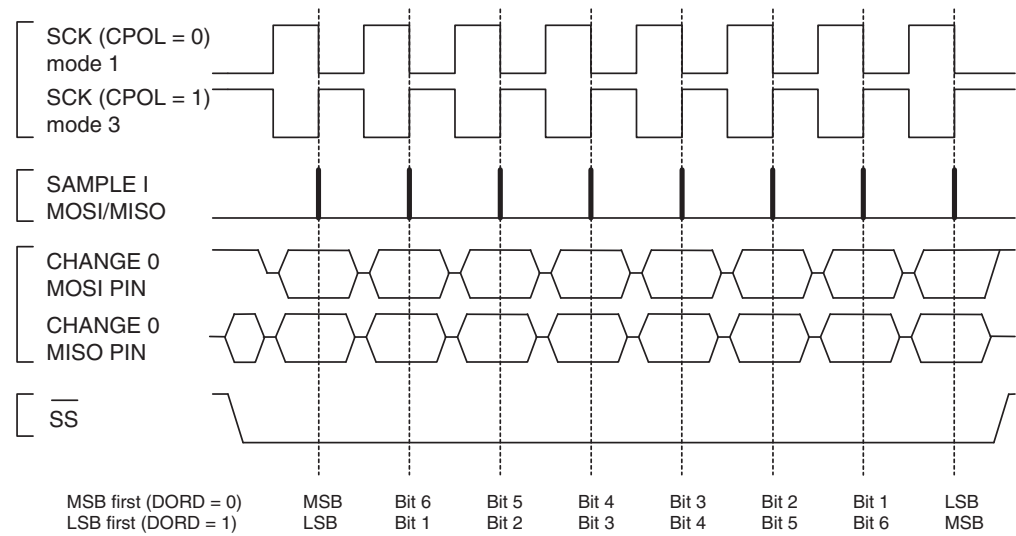 SCK (CPOL = 0)
mode 1
SCK (CPOL = 1)
mode 3
SAMPLE I
MOSI/MISO
CHANGE 0
MOSI PIN
CHANGE 0
MISO PIN
SS
MSB first (DORD = 0) MSB Bit 6 Bit 5 Bit 4 Bit 3 Bit 2 Bit 1 LSB
LSB first (DORD = 1) LSB Bit 1 Bit 2 Bit 3 Bit 4 Bit 5 Bit 6 MSB